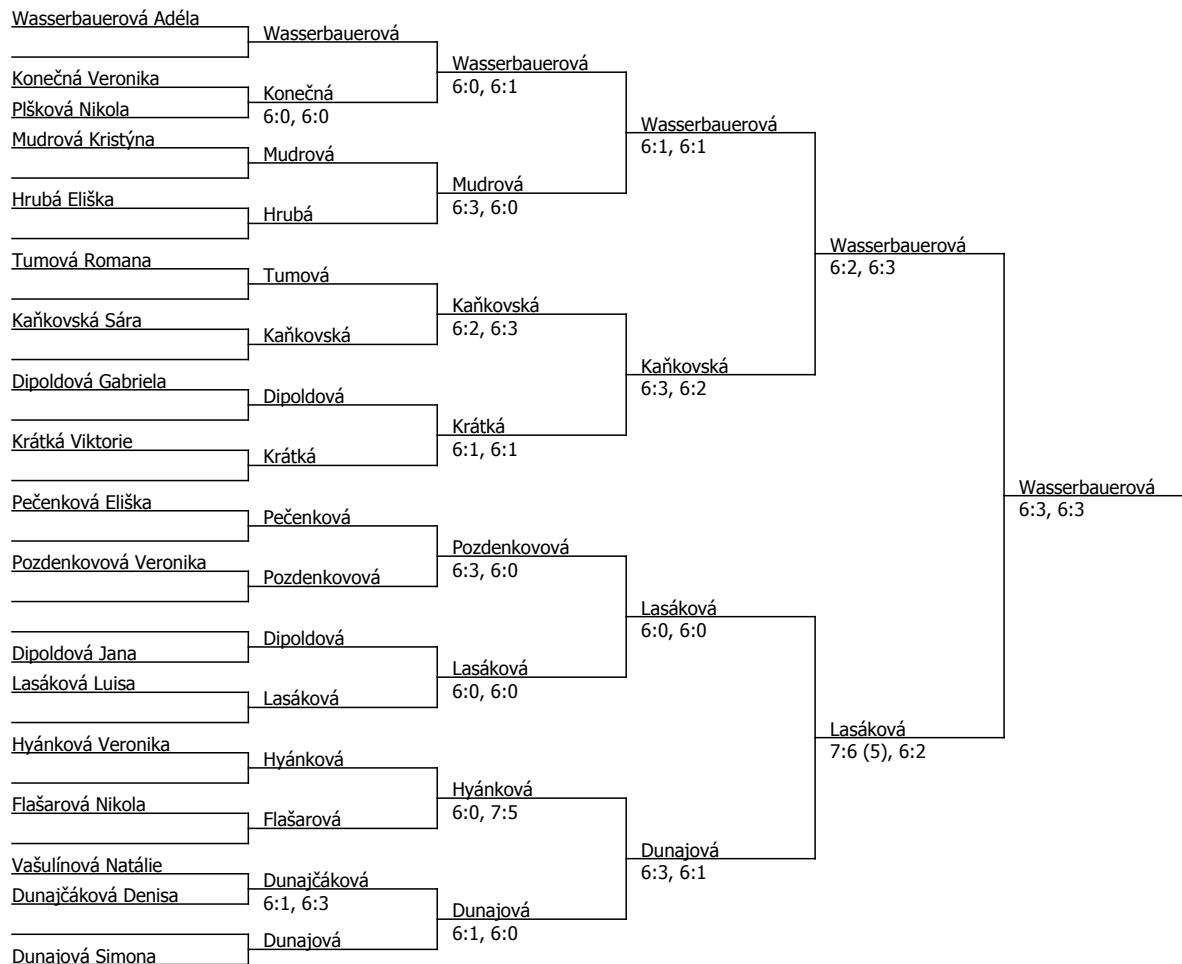 Wasserbauerová Adéla
Konečná Veronika
Plšková Nikola
Mudrová Kristýna
Hrubá Eliška
Tumová Romana
Kaňkovská Sára
Dipoldová Gabriela
Krátká Viktorie
Pečenková Eliška
Pozdenkovová Veronika
Dipoldová Jana
Lasáková Luisa
Hyánková Veronika
Flašarová Nikola
Vašulínová Natálie
Dunajčáková Denisa
Dunajová Simona
Wasserbauerová
Konečná
6:0, 6:0
Mudrová
Hrubá
Tumová
Kaňkovská
Dipoldová
Krátká
Pečenková
Pozdenkovová
Dipoldová
Lasáková
Hyánková
Flašarová
Dunajčáková
6:1, 6:3
Dunajová
Wasserbauerová
6:0, 6:1
Mudrová
6:3, 6:0
Kaňkovská
6:2, 6:3
Krátká
6:1, 6:1
Pozdenkovová
6:3, 6:0
Lasáková
6:0, 6:0
Hyánková
6:0, 7:5
Dunajová
6:1, 6:0
Wasserbauerová
6:1, 6:1
Kaňkovská
6:3, 6:2
Lasáková
6:0, 6:0
Dunajová
6:3, 6:1
Wasserbauerová
6:2, 6:3
Lasáková
7:6 (5), 6:2
Wasserbauerová
6:3, 6:3